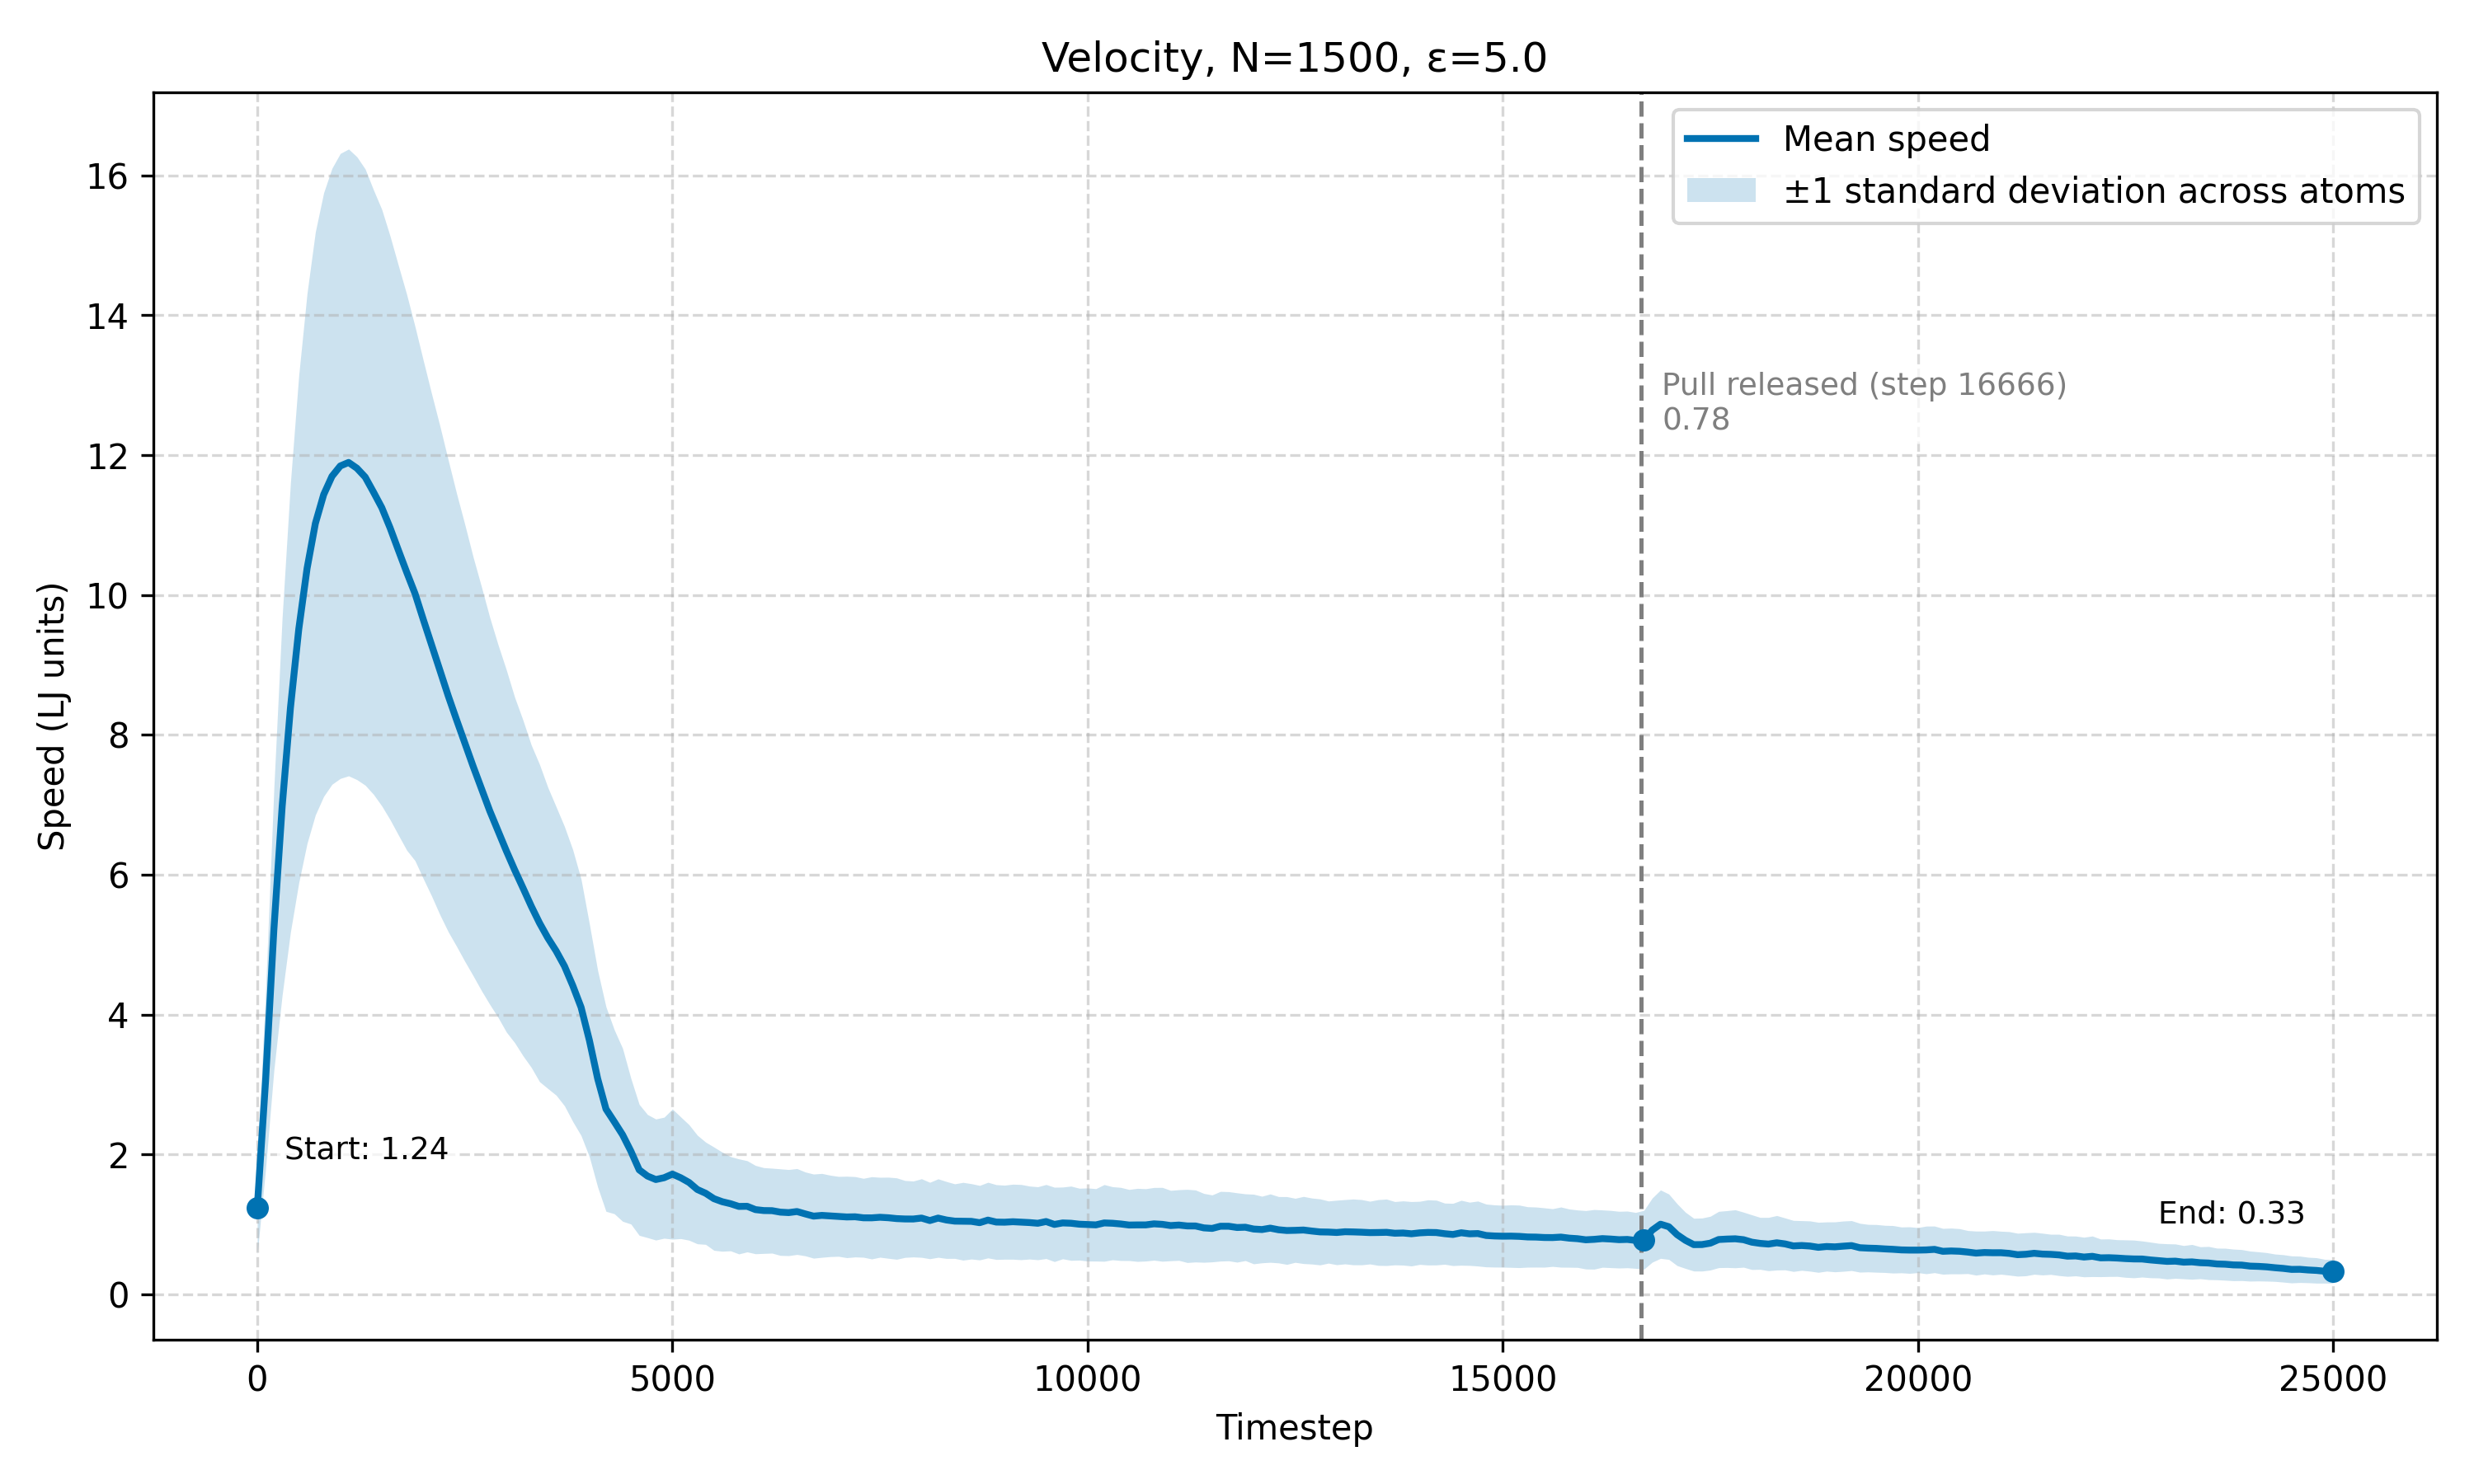 Velocity, N=1500, ε=5.0
Mean speed
±1 standard deviation across atoms
16
14
12
10
8
6
4
2
0
Speed (LJ units)
Pull released (step 16666)
0.78
Start: 1.24
End: 0.33
0
5000
10000
15000
20000
25000
Timestep